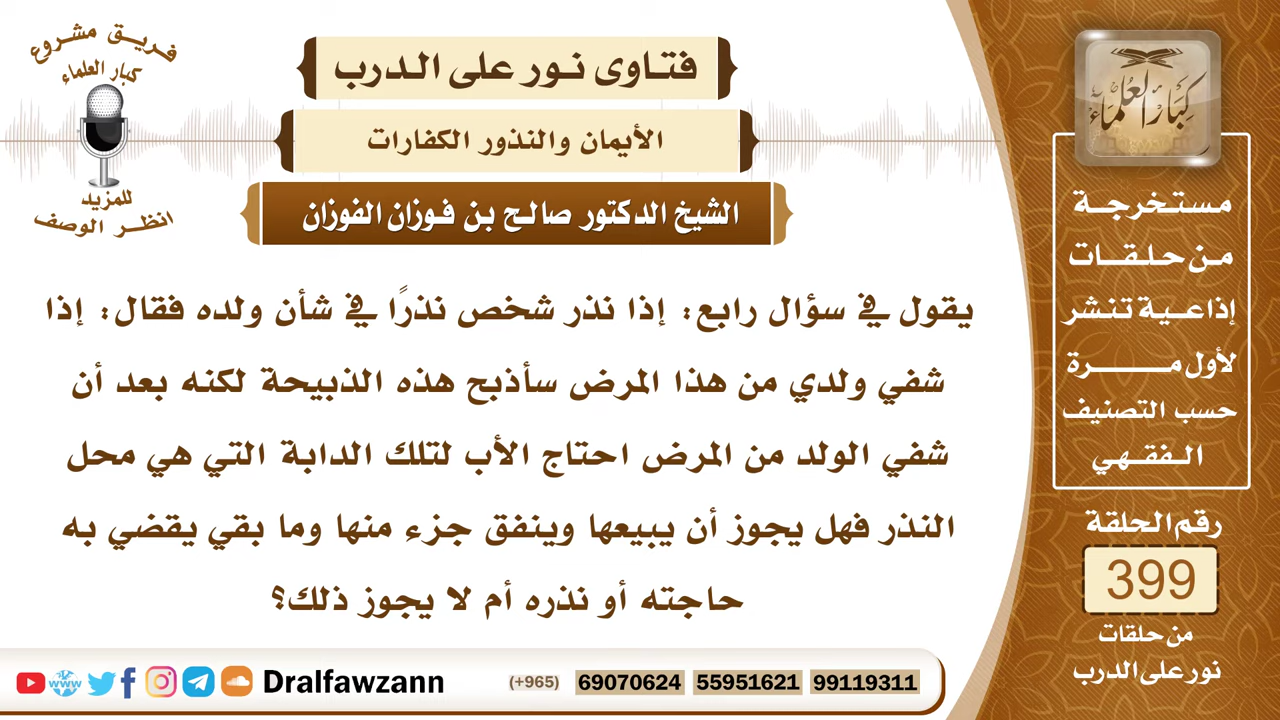 فريق مشروع
كبار العلماء
للمزيد
انظر الوصف
فتاوى نور على الدرب
الأيمان والنذور الكفارات
الشيخ الدكتور صالح بن فوزان الفوزان
يقول في سؤال رابع: إذا نذر شخص نذرًا في شأن ولده فقال: إذا
شفي ولدي من هذا المرض سأذبح هذه الذبيحة لكنه بعد أن
شفي الولد من المرض احتاج الأب لتلك الدابة التي هي محل
النذر فهل يجوز أن يبيعها وينفق جزء منها وما بقي يقضي به
حاجته أو نذره أم لا يجوز ذلك؟
كبار العلماء
مستخرجة
من حلقات
إذاعية تنشر
لأول مرة
حسب التصنيف
الفقهي
رقم الحلقة
399
من حلقات
نور على الدرب
www
Dralfawzann
(+965) 69070624 55951621 99119311